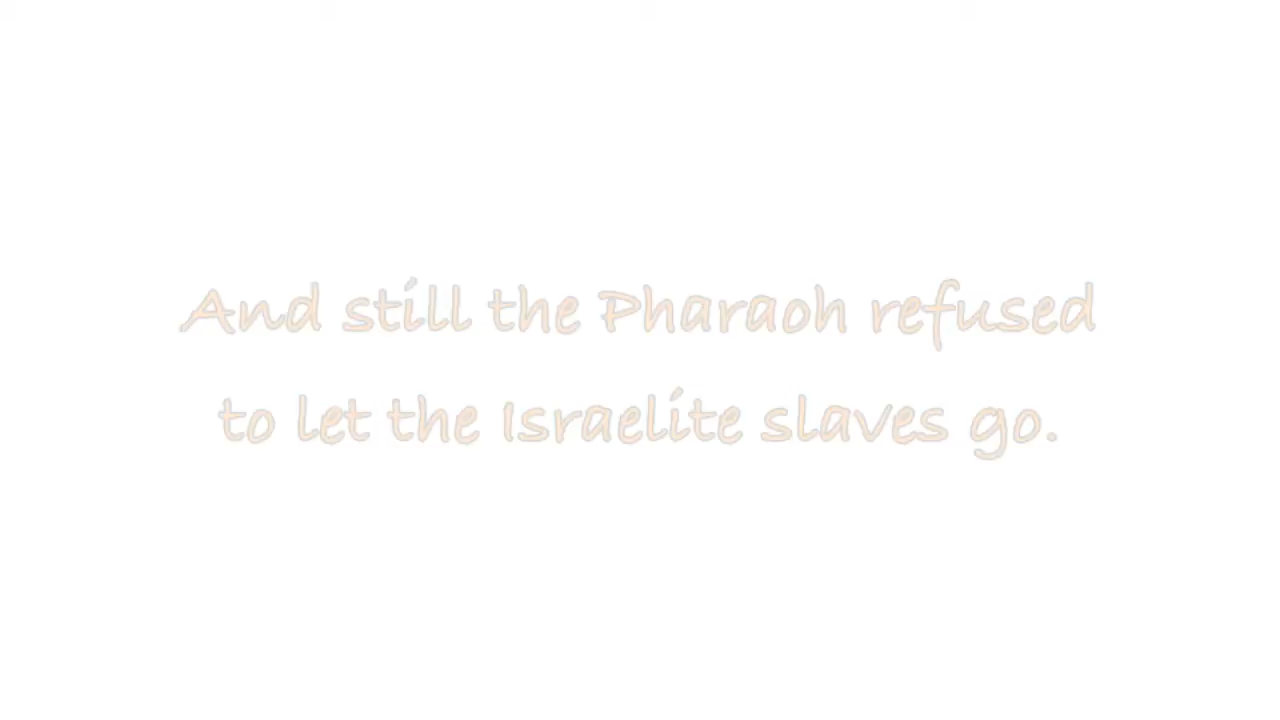 And still the Pharaoh refused
to let the Israelite slaves go.